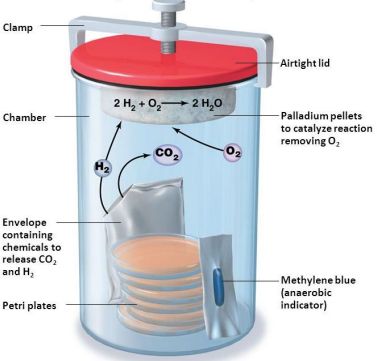 Clamp
Airtight lid
2 H₂ + O₂ → 2 H₂O
Chamber
Palladium pellets
to catalyze reaction
removing O₂
CO₂
O₂
H₂
Envelope
containing
chemicals to
release CO₂
and H₂
Methylene blue
(anaerobic
indicator)
Petri plates